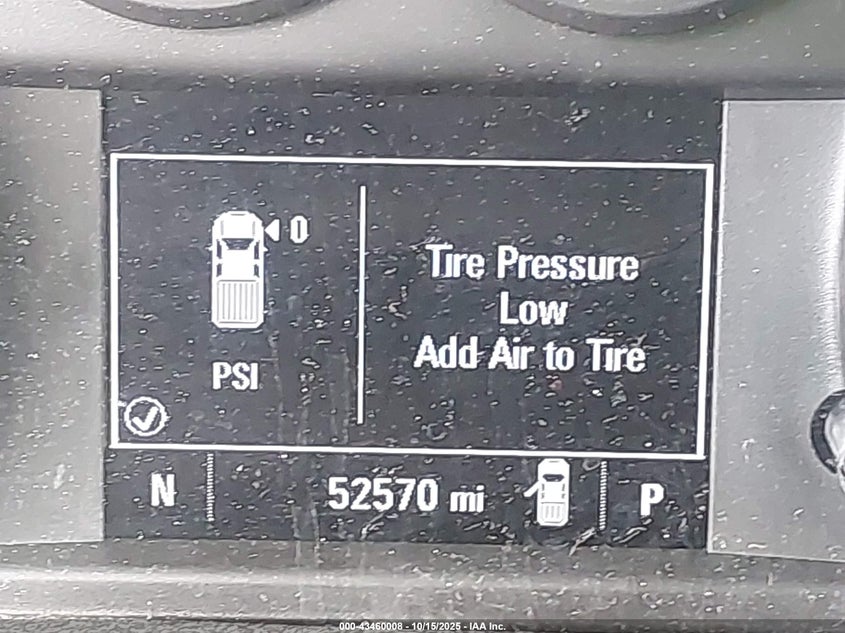 0
Tire Pressure
Low
Add Air to Tire
PSI
N 52570 mi P
000-43460008 - 10/15/2025 - IAA Inc.